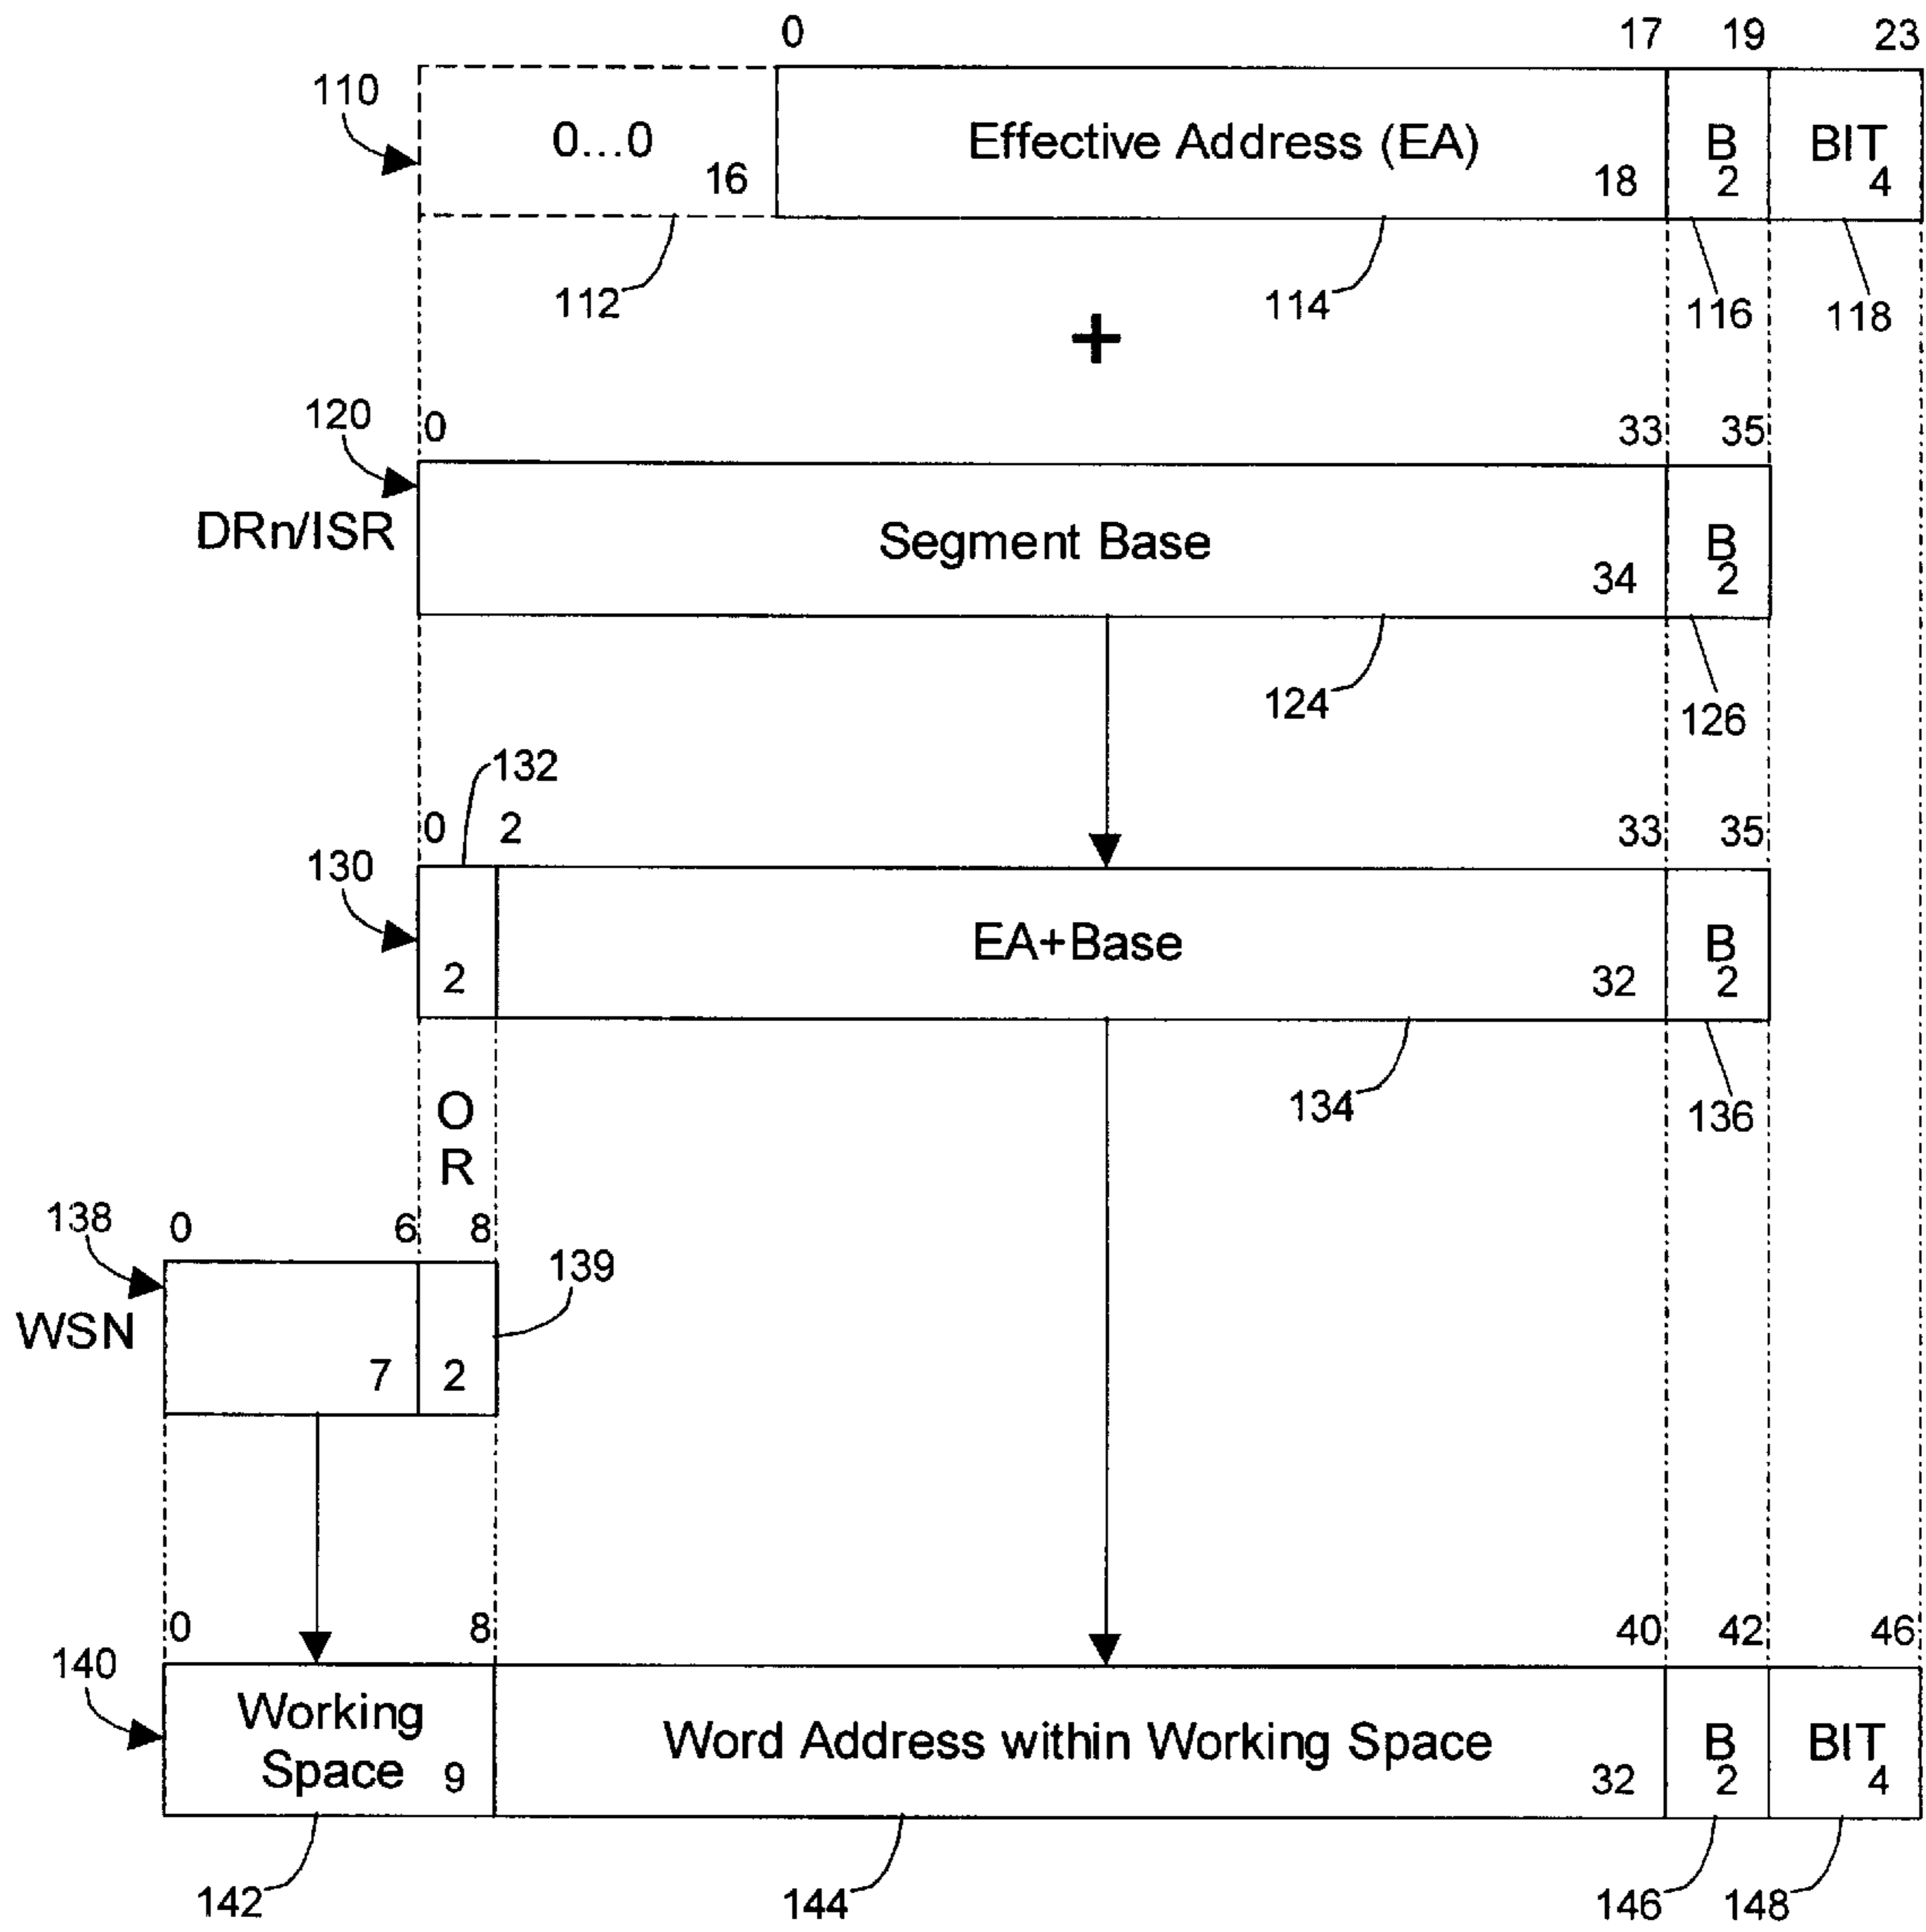 0 17 19 23
110
0...0 16 Effective Address (EA) 18 B 2 BIT 4
112 114 116 118
+
120
0 33 35
DRn/ISR
Segment Base 34 B 2
124 126
132
0 2 33 35
130
2 EA+Base 32 B 2
134 136
O
R
138
0 6 8
139
WSN
7 2
0 8 40 42 46
140
Working
Space 9
Word Address within Working Space 32 B 2 BIT 4
142 144 146 148